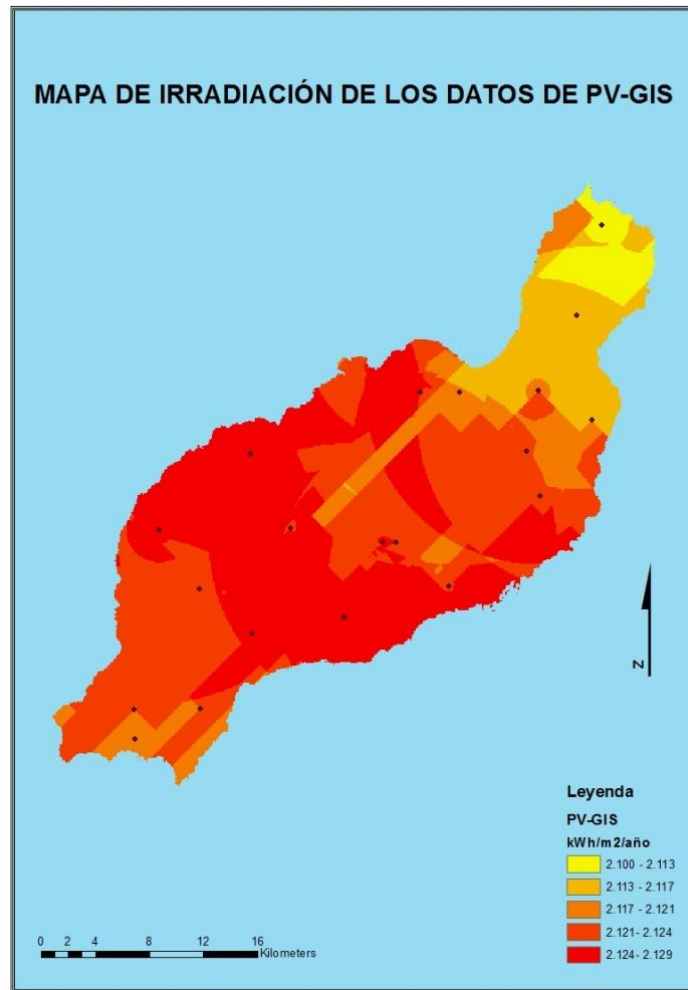 MAPA DE IRRADIACIÓN DE LOS DATOS DE PV-GIS
N
Leyenda
PV-GIS
kWh/m2/año
2.100 - 2.113
2.113 - 2.117
2.117 - 2.121
2.121- 2.124
2.124- 2.129
0 2 4 8 12 16
Kilometers